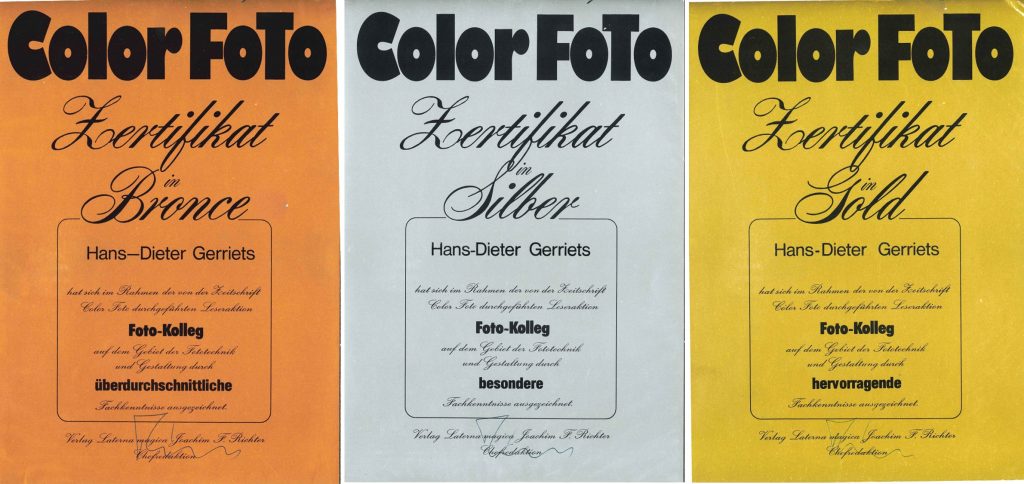 Color Foto
Zertifikat
in
Bronce
Hans–Dieter Gerriets
hat sich im Rahmen der von der Zeitschrift
Color Foto durchgeführten Leseraktion
Foto-Kolleg
auf dem Gebiet der Fototechnik
und Gestaltung durch
überdurchschnittliche
Fachkenntnisse ausgezeichnet.
Verlag Laterna magica Joachim F. Richter
Chefredaktion
Color Foto
Zertifikat
in
Silber
Hans-Dieter Gerriets
hat sich im Rahmen der von der Zeitschrift
Color Foto durchgeführten Leseraktion
Foto-Kolleg
auf dem Gebiet der Fototechnik
und Gestaltung durch
besondere
Fachkenntnisse ausgezeichnet.
Verlag Laterna magica Joachim F. Richter
Chefredaktion
Color Foto
Zertifikat
in
Gold
Hans-Dieter Gerriets
hat sich im Rahmen der von der Zeitschrift
Color Foto durchgeführten Leseraktion
Foto-Kolleg
auf dem Gebiet der Fototechnik
und Gestaltung durch
hervorragende
Fachkenntnisse ausgezeichnet.
Verlag Laterna magica Joachim F. Richter
Chefredaktion